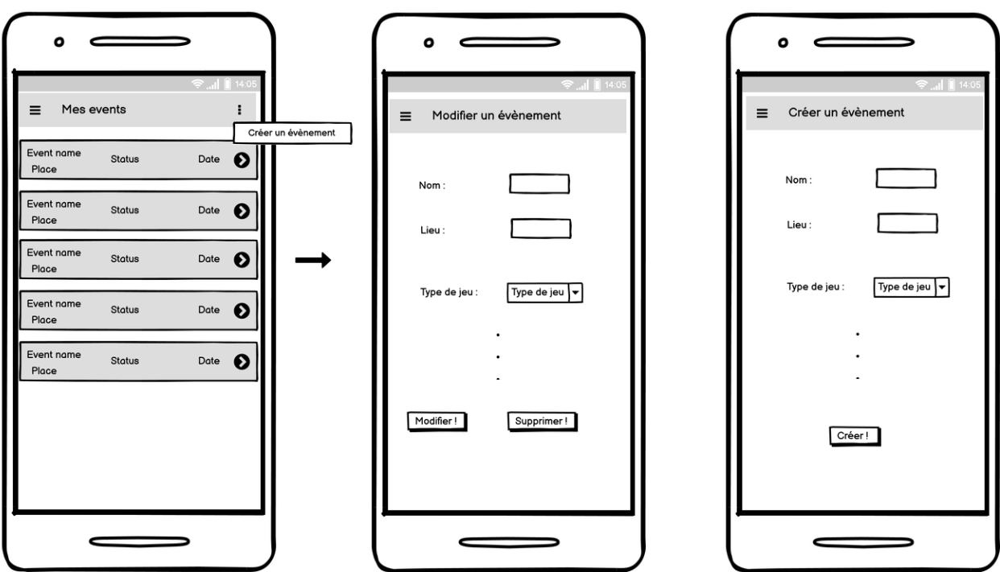 14:05
Mes events
Créer un évènement
Event name
Place
Status
Date
Event name
Place
Status
Date
Event name
Place
Status
Date
Event name
Place
Status
Date
Event name
Place
Status
Date
14:05
Modifier un évènement
Nom :
Lieu :
Type de jeu :
Type de jeu
Modifier !
Supprimer !
14:05
Créer un évènement
Nom :
Lieu :
Type de jeu :
Type de jeu
Créer !